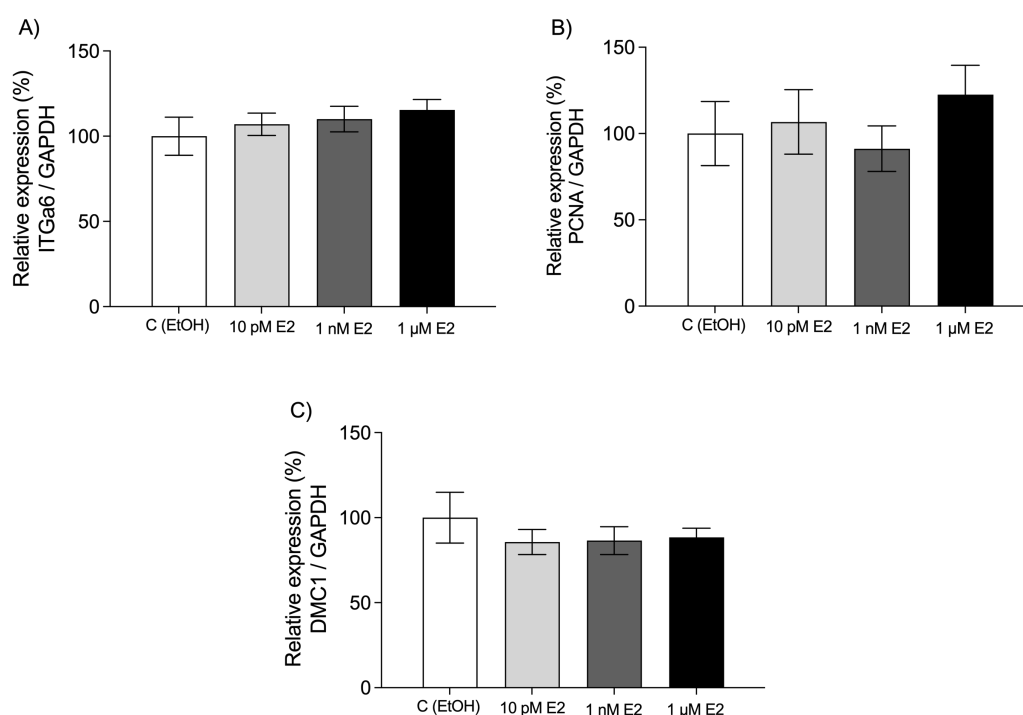 A)
Relative expression (%)
ITGa6 / GAPDH
150
100
50
0
C (EtOH)
10 pM E2
1 nM E2
1 µM E2
B)
Relative expression (%)
PCNA / GAPDH
150
100
50
0
C (EtOH)
10 pM E2
1 nM E2
1 µM E2
C)
Relative expression (%)
DMC1 / GAPDH
150
100
50
0
C (EtOH)
10 pM E2
1 nM E2
1 µM E2